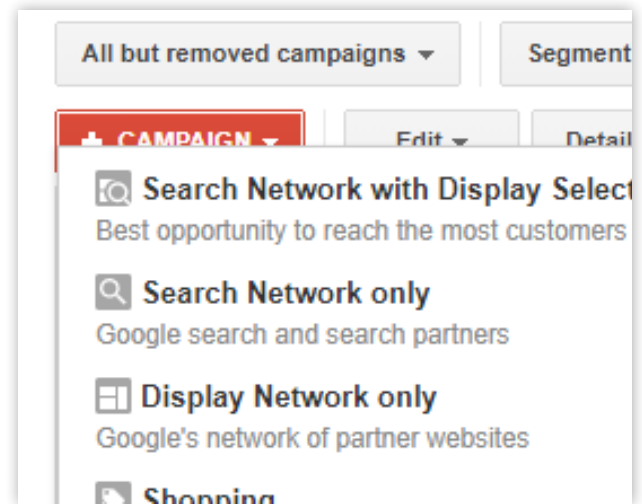 All but removed campaigns Segment
+ CAMPAIGN Edit Detail
Search Network with Display Select
Best opportunity to reach the most customers
Search Network only
Google search and search partners
Display Network only
Google's network of partner websites
Shopping